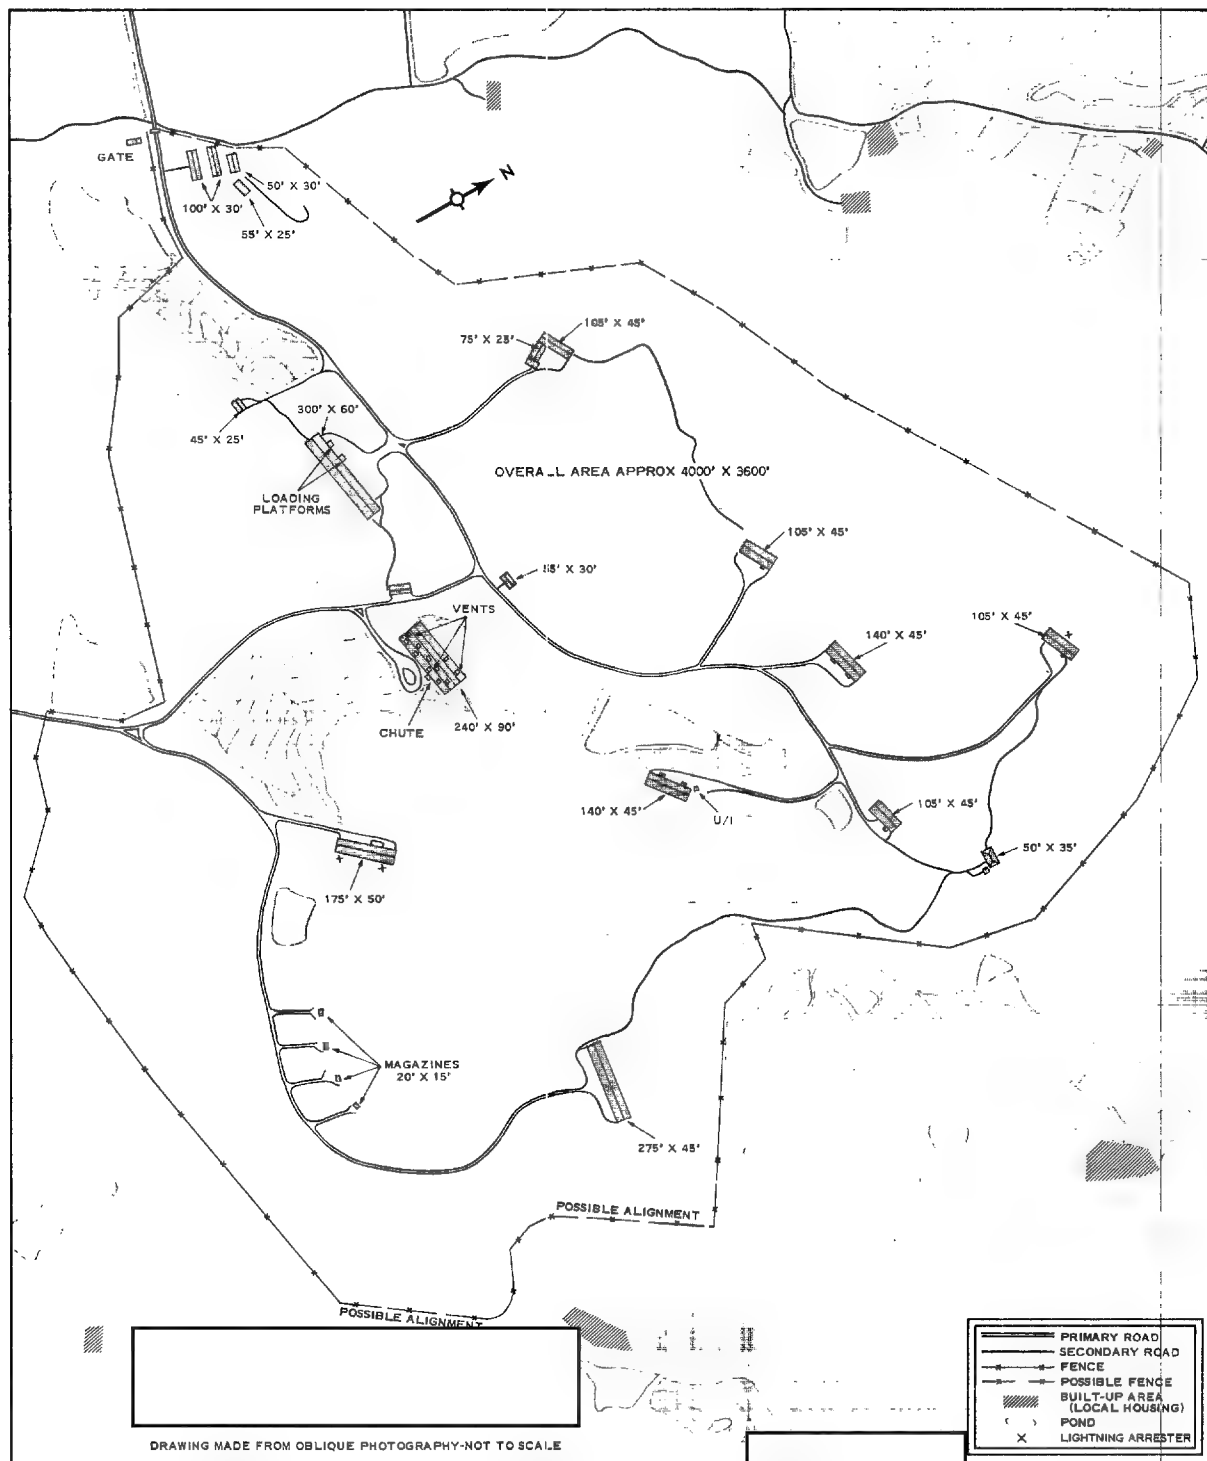 GATE
50' X 30'
100' X 30'
55' X 25'
N
105' X 45'
75' X 25'
300' X 60'
45' X 25'
OVERALL AREA APPROX 4000' X 3600'
LOADING
PLATFORMS
105' X 45'
X 30'
VENTS
105' X 45'
140' X 45'
CHUTE
240' X 90'
140' X 45'
U/I
105' X 45'
50' X 35'
175' X 50'
MAGAZINES
20' X 15'
275' X 45'
POSSIBLE ALIGNMENT
POSSIBLE ALIGNMENT
PRIMARY ROAD
SECONDARY ROAD
FENCE
POSSIBLE FENCE
BUILT-UP AREA
(LOCAL HOUSING)
POND
LIGHTNING ARRESTER
DRAWING MADE FROM OBLIQUE PHOTOGRAPHY-NOT TO SCALE